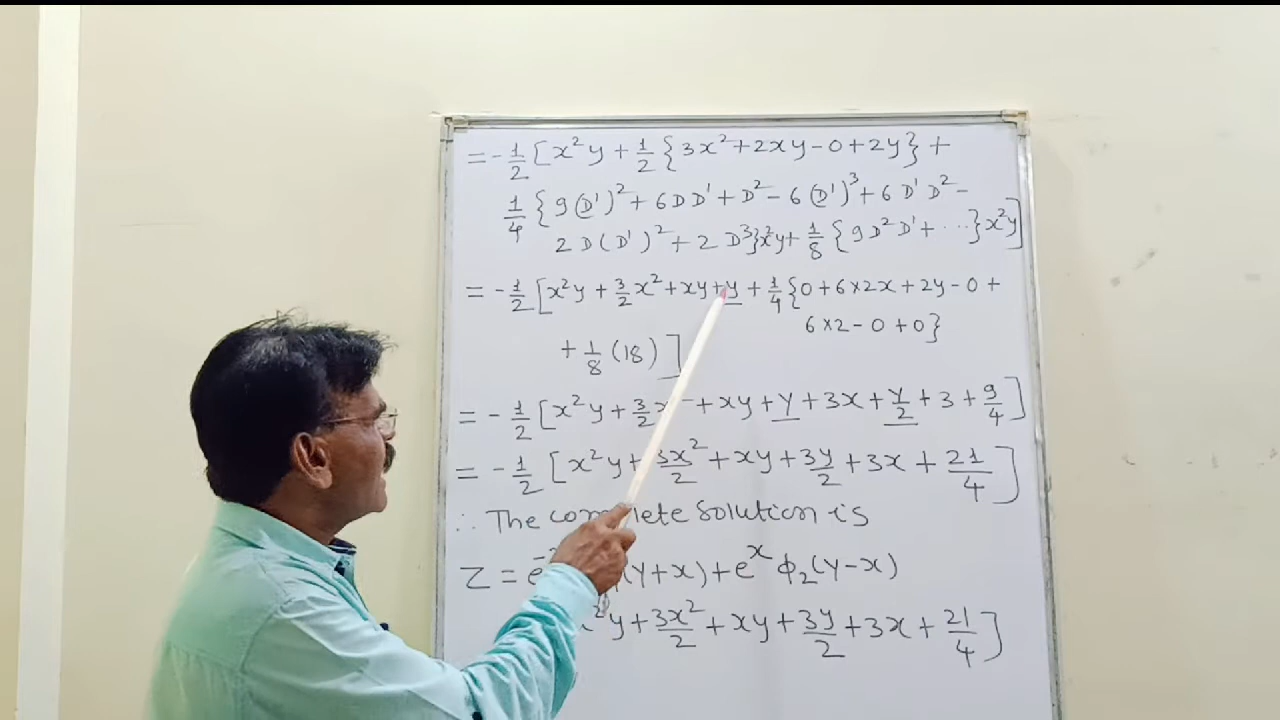 = -1/2 [x²y + 1/2 {3x² + 2xy - 0 + 2y} +
1/4 {9(D')² + 6DD' + D² - 6(D')³ + 6D'D² -
2D(D')² + 2D³}x²y + 1/8 {9D²D' + ...}x²y]
= -1/2 [x²y + 3/2 x² + xy + y + 1/4 {0 + 6×2x + 2y - 0 +
6×2 - 0 + 0}
+ 1/8 (18)]
= -1/2 [x²y + 3/2 x² + xy + y + 3x + y/2 + 3 + 9/4]
= -1/2 [x²y + 3x²/2 + xy + 3y/2 + 3x + 21/4]
∴ The complete solution is
Z = e (y+x) + eˣ ϕ₂(y-x)
x²y + 3x²/2 + xy + 3y/2 + 3x + 21/4]